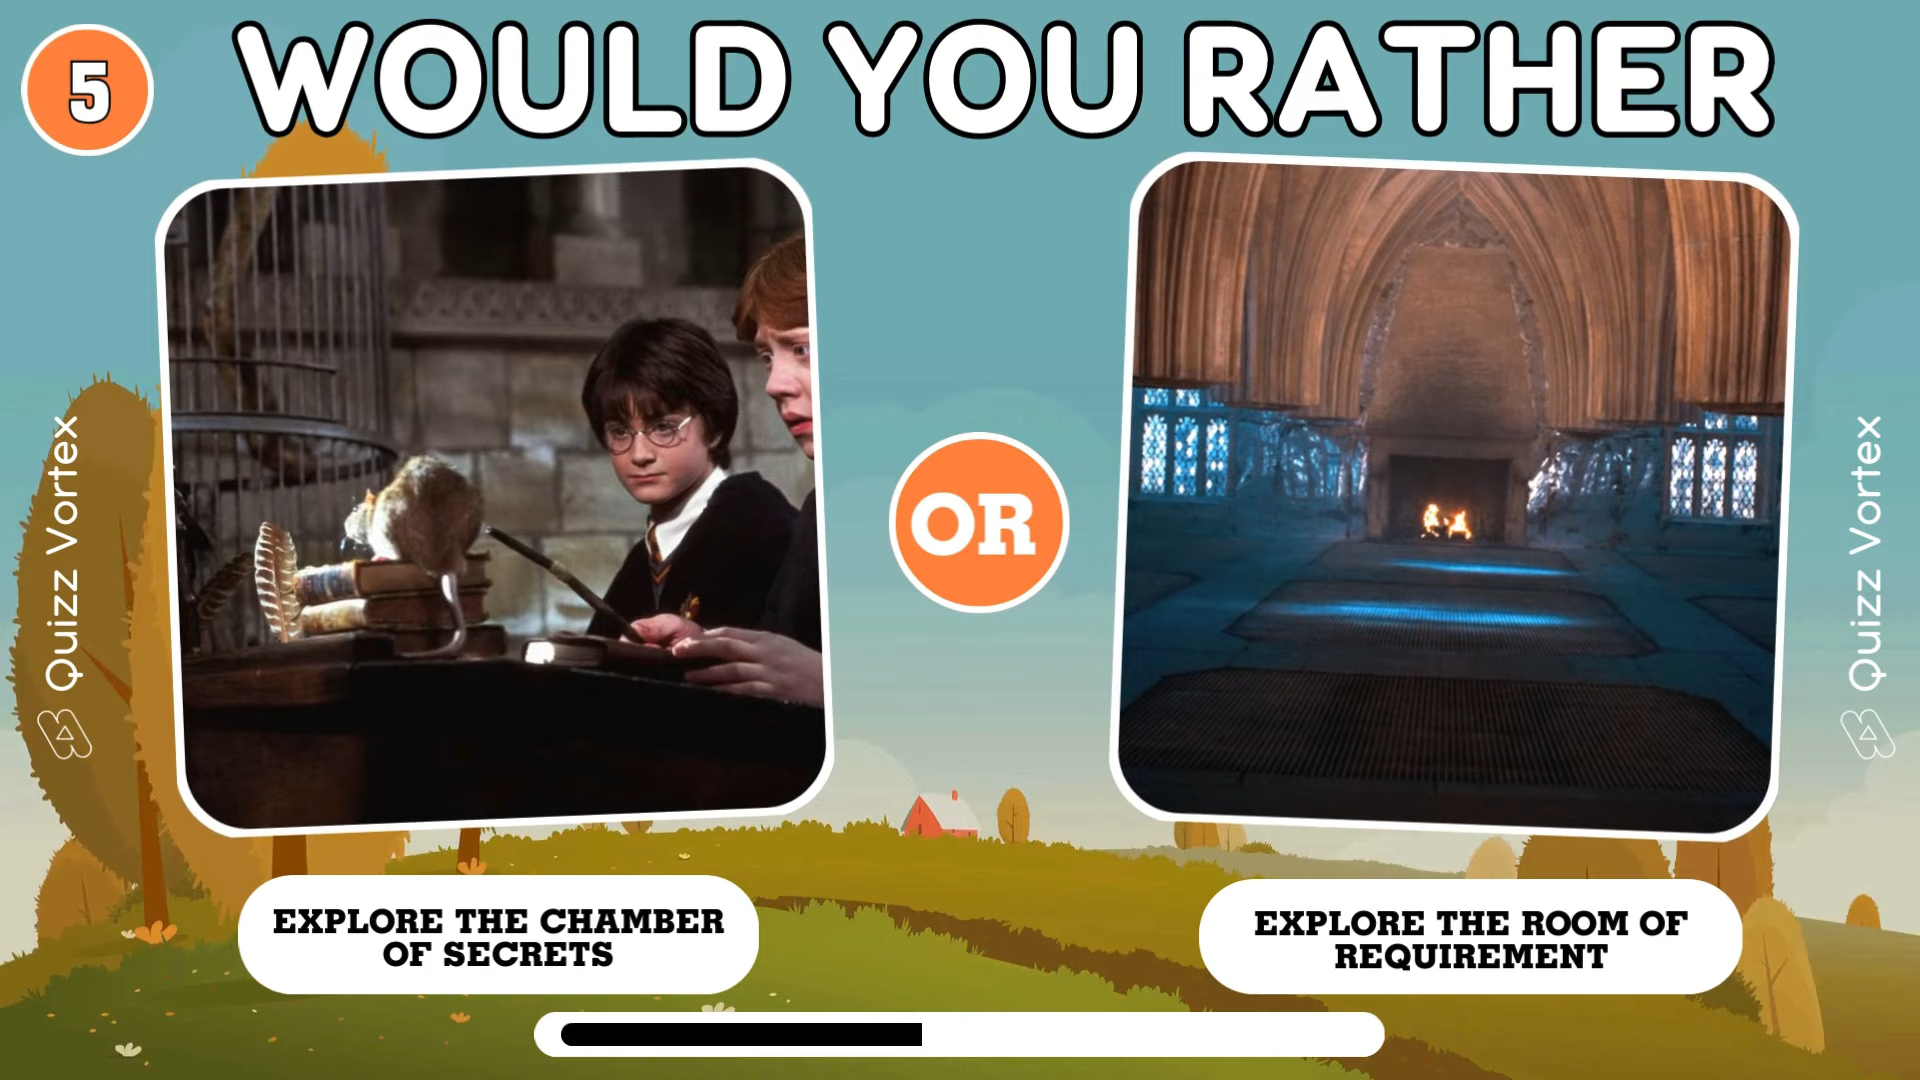 5
WOULD YOU RATHER
Quizz Vortex
OR
Quizz Vortex
EXPLORE THE CHAMBER
OF SECRETS
EXPLORE THE ROOM OF
REQUIREMENT